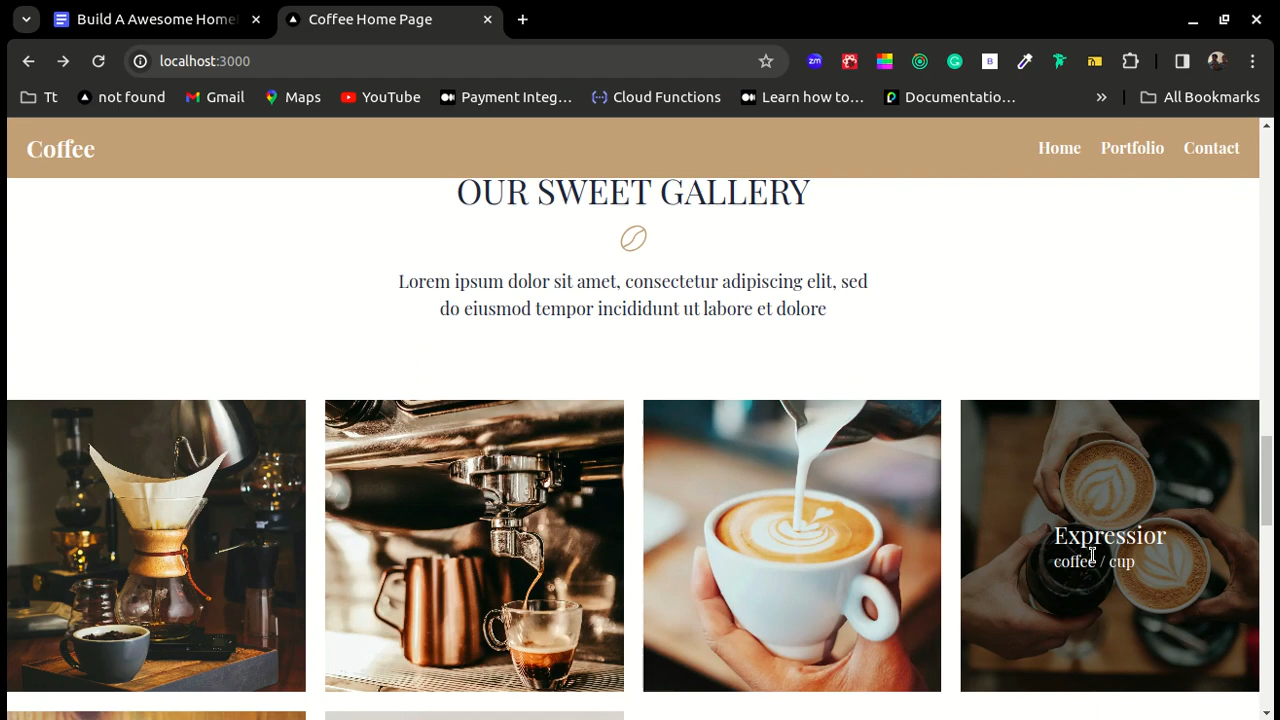 Build A Awesome Home
Coffee Home Page
localhost:3000
Tt
not found
Gmail
Maps
YouTube
Payment Integ…
Cloud Functions
Learn how to…
Documentatio…
»
All Bookmarks
Coffee
Home
Portfolio
Contact
OUR SWEET GALLERY
Lorem ipsum dolor sit amet, consectetur adipiscing elit, sed
do eiusmod tempor incididunt ut labore et dolore
Expressior
coffee / cup